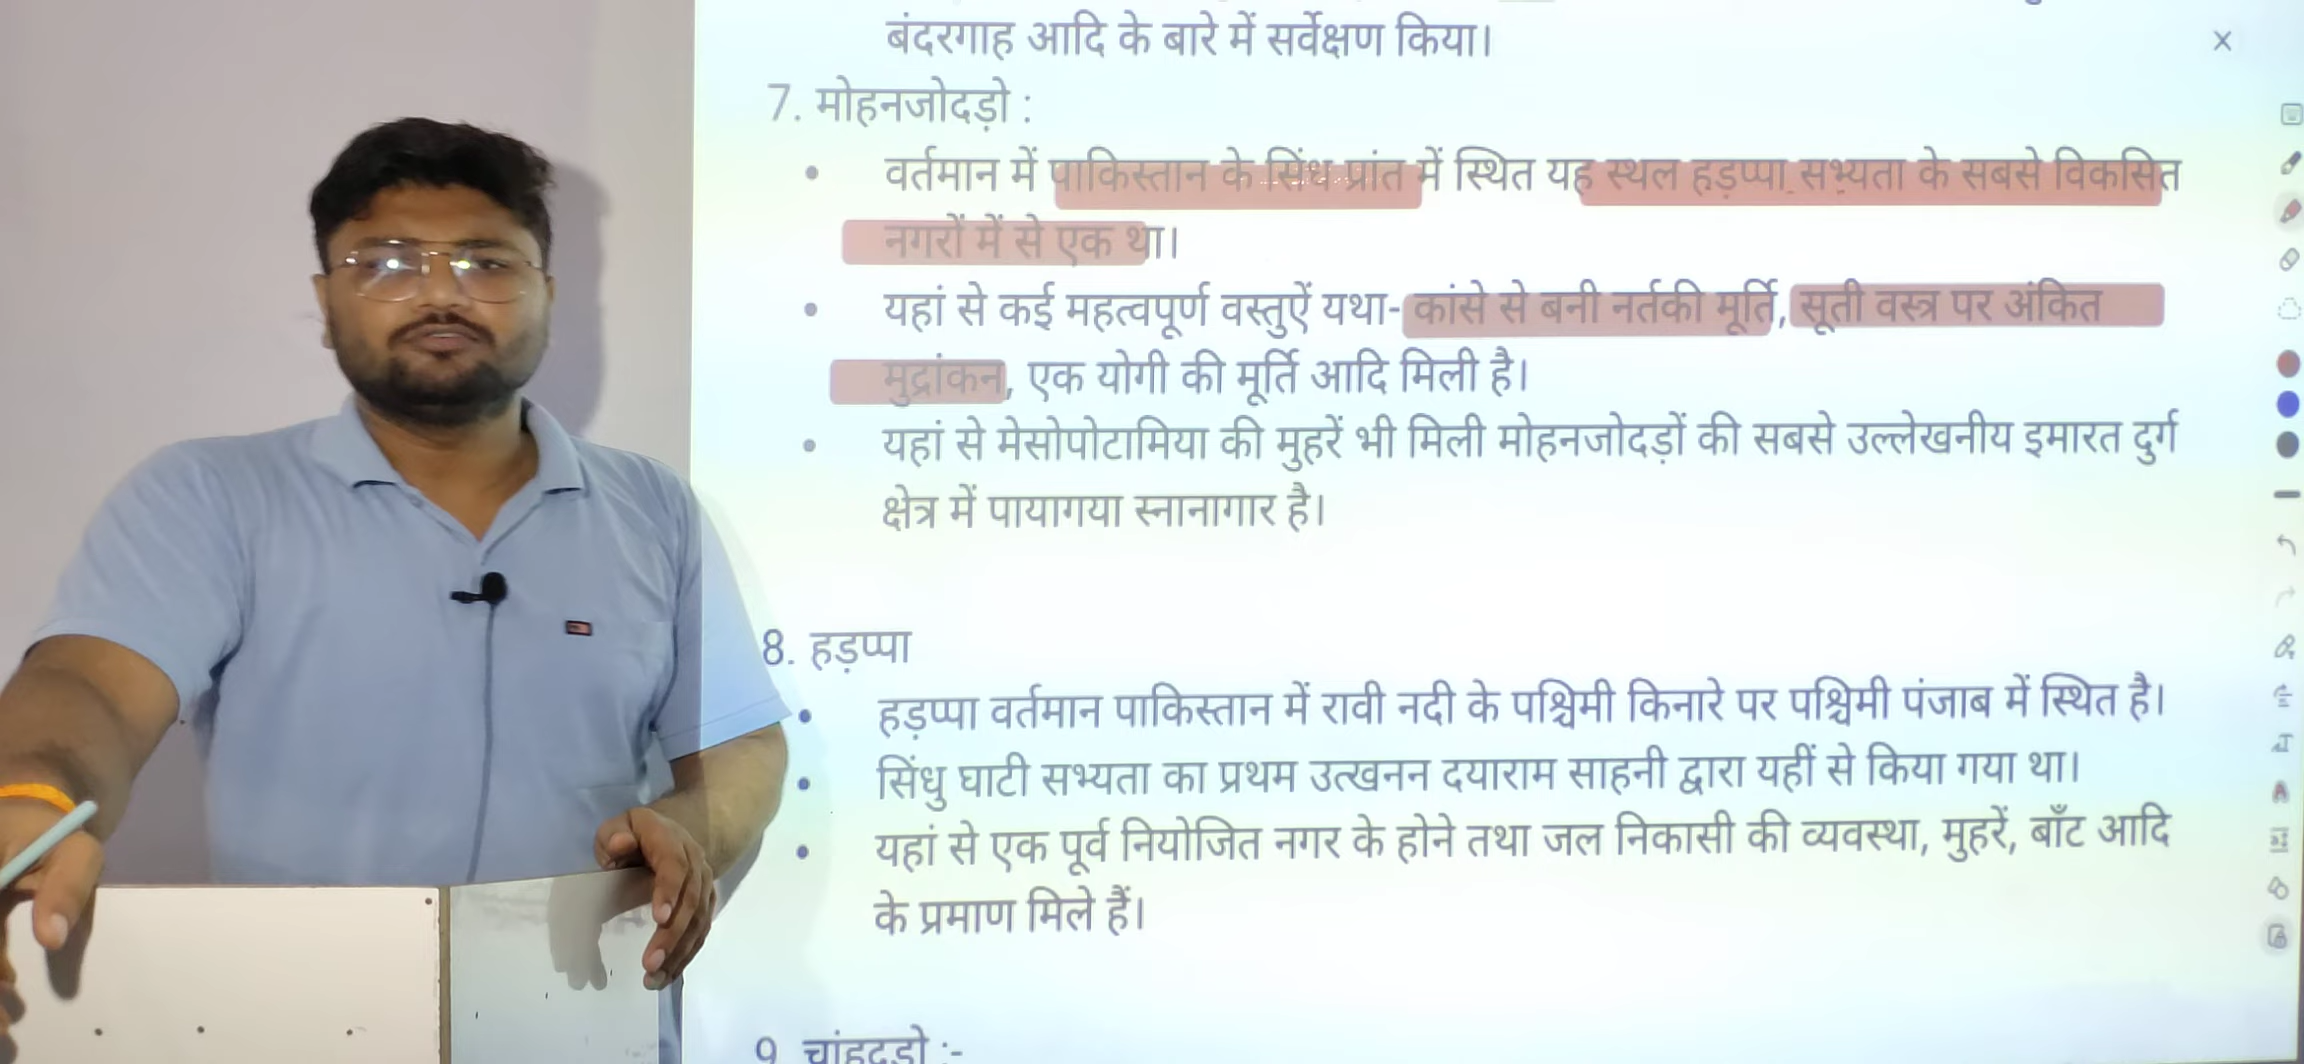 बंदरगाह आदि के बारे में सर्वेक्षण किया।
7. मोहनजोदड़ो :
• वर्तमान में पाकिस्तान के सिंध प्रांत में स्थित यह स्थल हड़प्पा सभ्यता के सबसे विकसित
नगरों में से एक था।
• यहां से कई महत्वपूर्ण वस्तुऐं यथा- कांसे से बनी नर्तकी मूर्ति, सूती वस्त्र पर अंकित
मुद्रांकन, एक योगी की मूर्ति आदि मिली है।
• यहां से मेसोपोटामिया की मुहरें भी मिली मोहनजोदड़ों की सबसे उल्लेखनीय इमारत दुर्ग
क्षेत्र में पायागया स्नानागार है।
8. हड़प्पा
• हड़प्पा वर्तमान पाकिस्तान में रावी नदी के पश्चिमी किनारे पर पश्चिमी पंजाब में स्थित है।
• सिंधु घाटी सभ्यता का प्रथम उत्खनन दयाराम साहनी द्वारा यहीं से किया गया था।
• यहां से एक पूर्व नियोजित नगर के होने तथा जल निकासी की व्यवस्था, मुहरें, बाँट आदि
के प्रमाण मिले हैं।
9. चांहूदड़ो :-